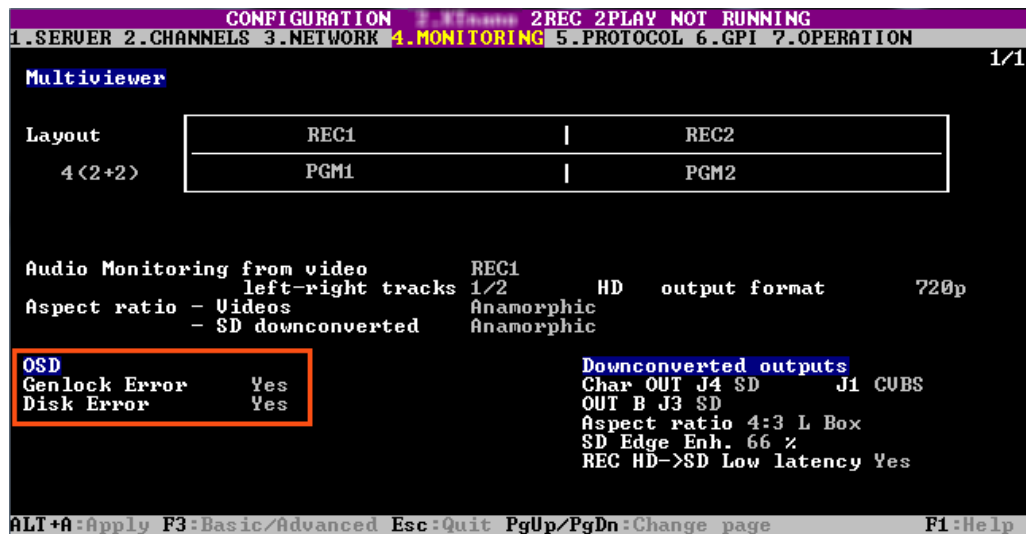 CONFIGURATION 2REC 2PLAY NOT RUNNING
1.SERVER 2.CHANNELS 3.NETWORK 4.MONITORING 5.PROTOCOL 6.GPI 7.OPERATION
1/1
Multiviewer
Layout REC1 | REC2
4(2+2) PGM1 | PGM2
Audio Monitoring from video REC1
left-right tracks 1/2 HD output format 720p
Aspect ratio - Videos Anamorphic
- SD downconverted Anamorphic
OSD Downconverted outputs
Genlock Error Yes Char OUT J4 SD J1 CVBS
Disk Error Yes OUT B J3 SD
Aspect ratio 4:3 L Box
SD Edge Enh. 66 %
REC HD->SD Low latency Yes
ALT+A:Apply F3:Basic/Advanced Esc:Quit PgUp/PgDn:Change page F1:Help